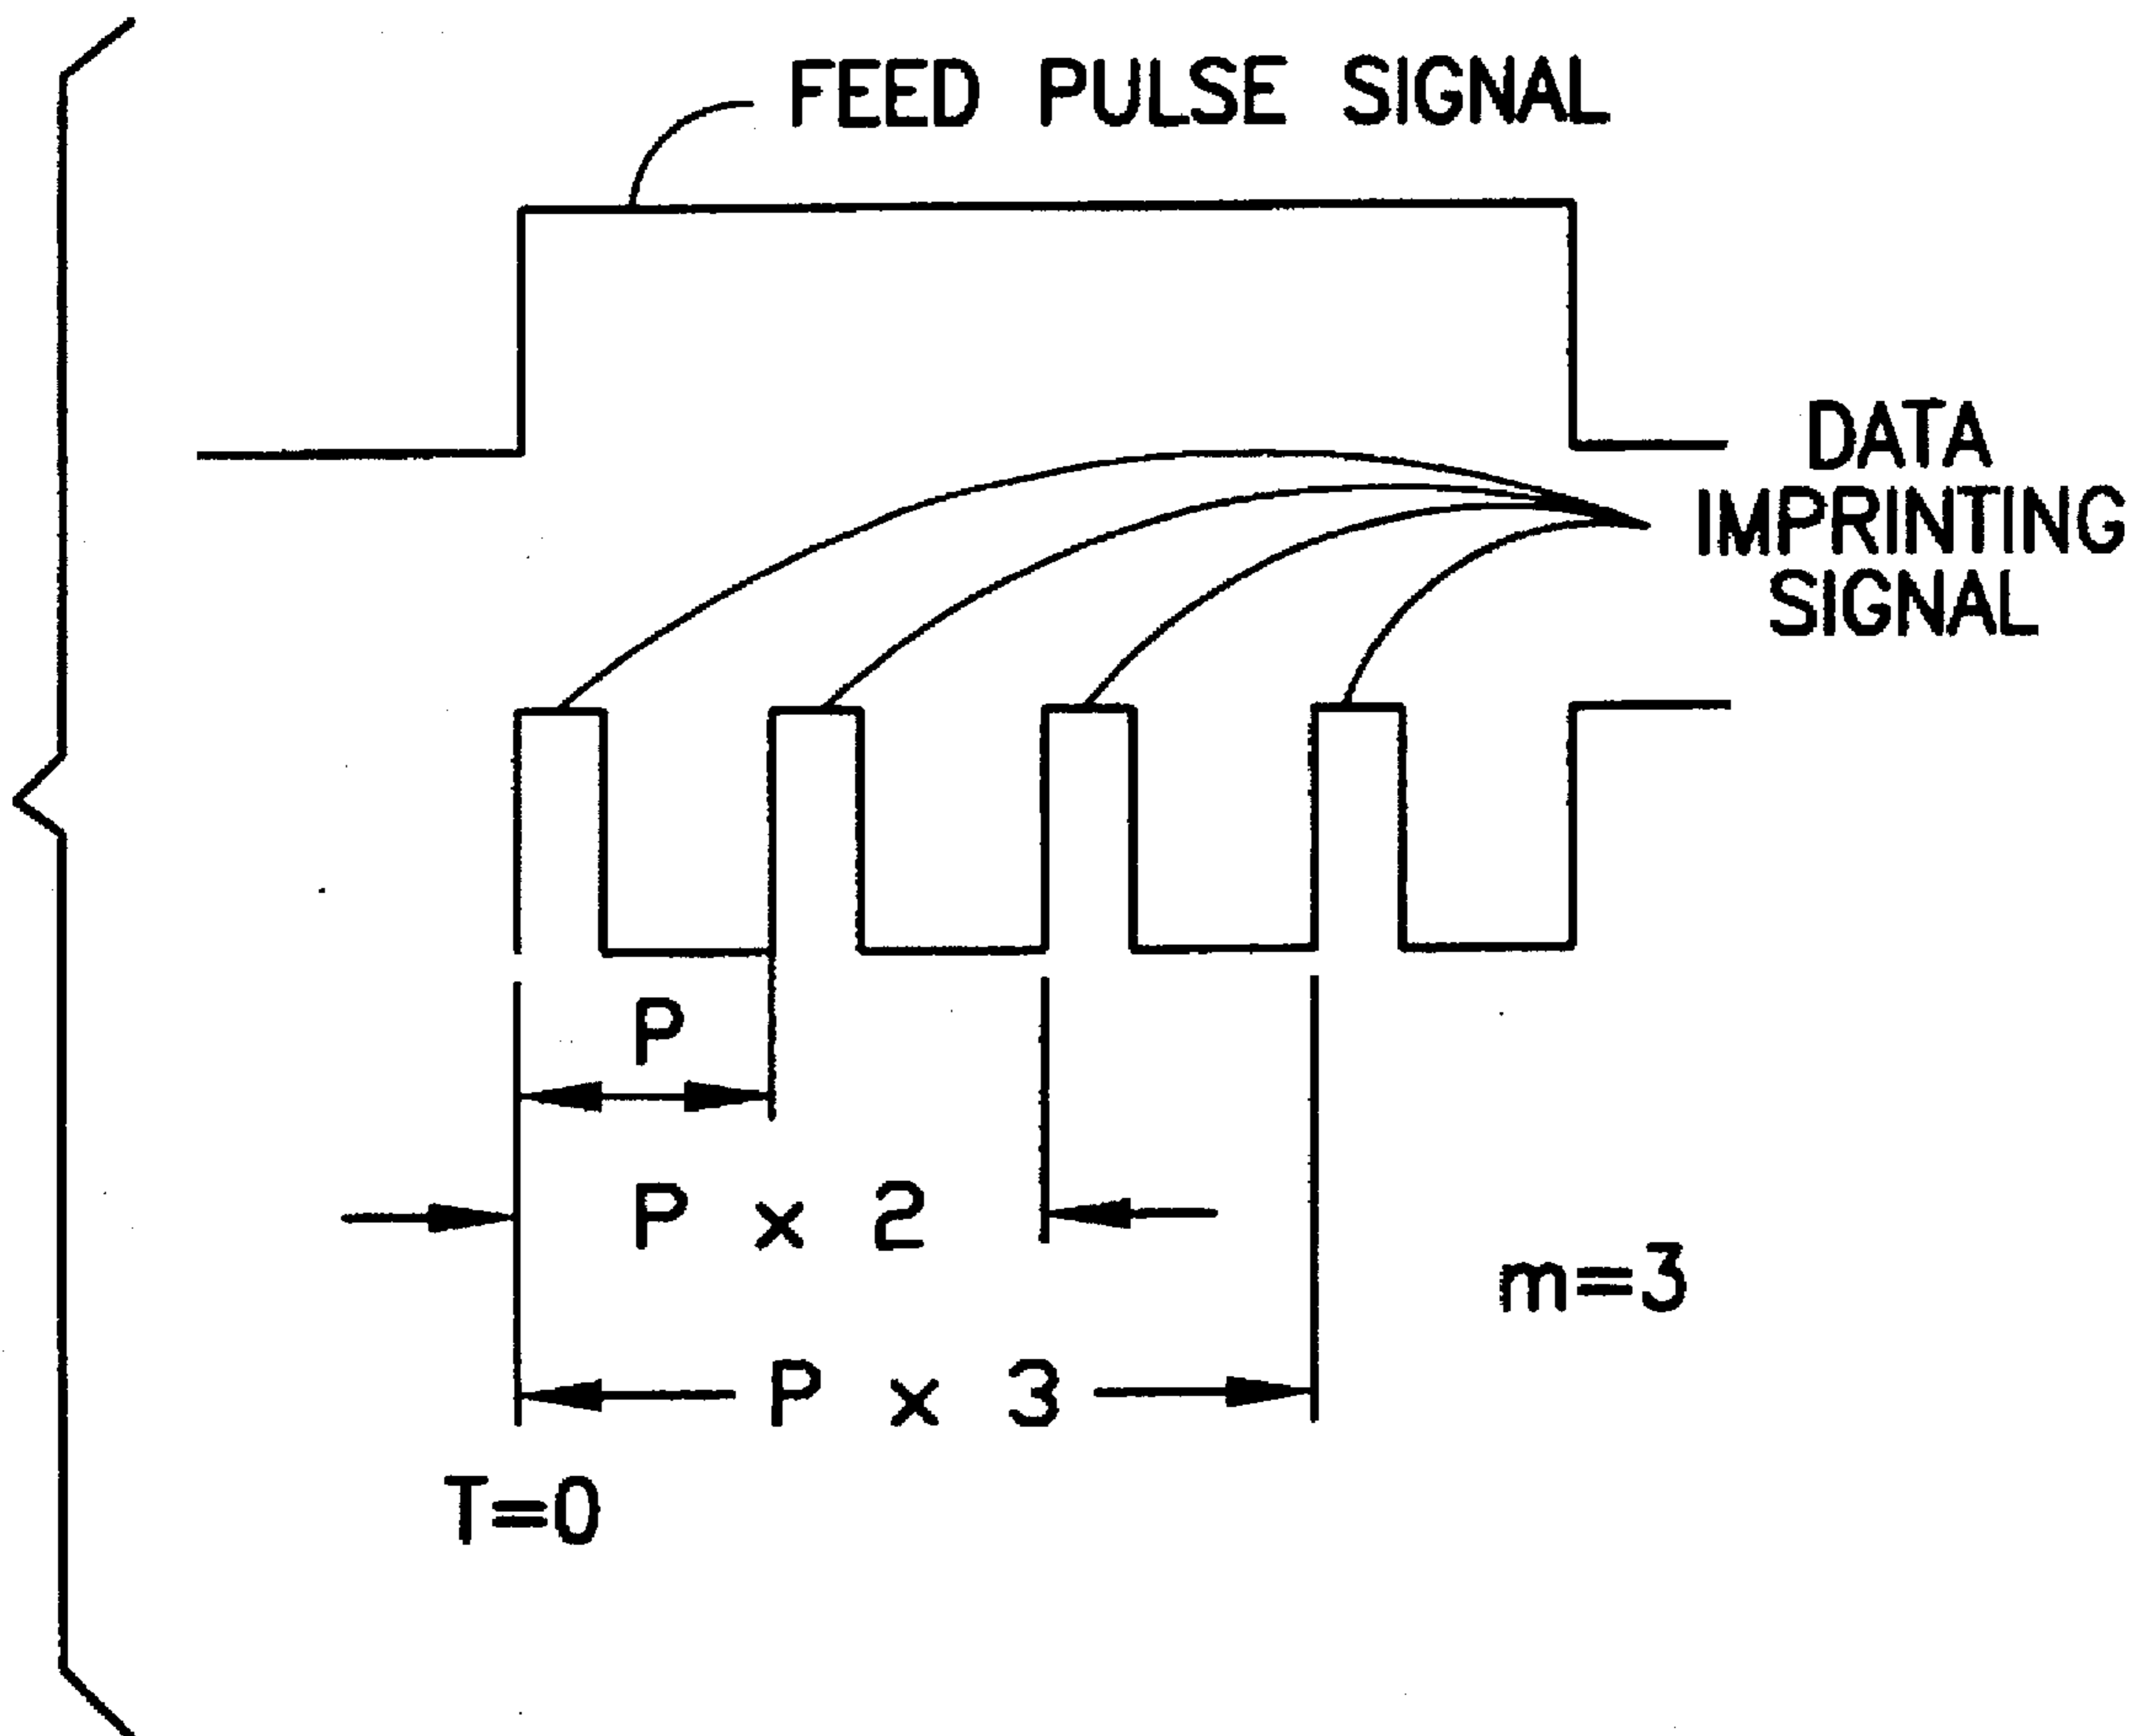 FEED PULSE SIGNAL
DATA
IMPRINTING
SIGNAL
P
P x 2
m=3
P x 3
T=0